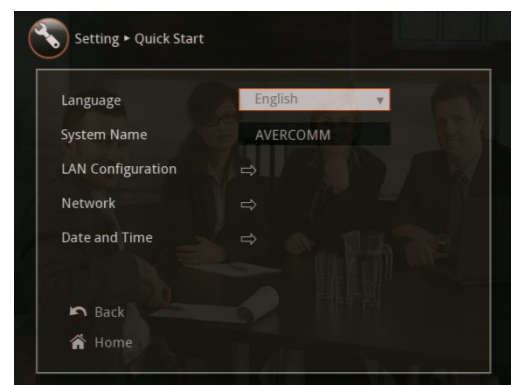 Setting ▸ Quick Start
Language English
System Name AVERCOMM
LAN Configuration
Network
Date and Time
Back
Home